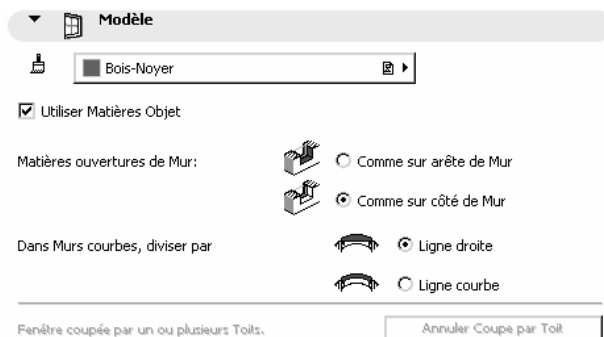 Modèle
Bois-Noyer
Utiliser Matières Objet
Matières ouvertures de Mur:
Comme sur arête de Mur
Comme sur côté de Mur
Dans Murs courbes, diviser par
Ligne droite
Ligne courbe
Fenêtre coupée par un ou plusieurs Toits.
Annuler Coupe par Toit